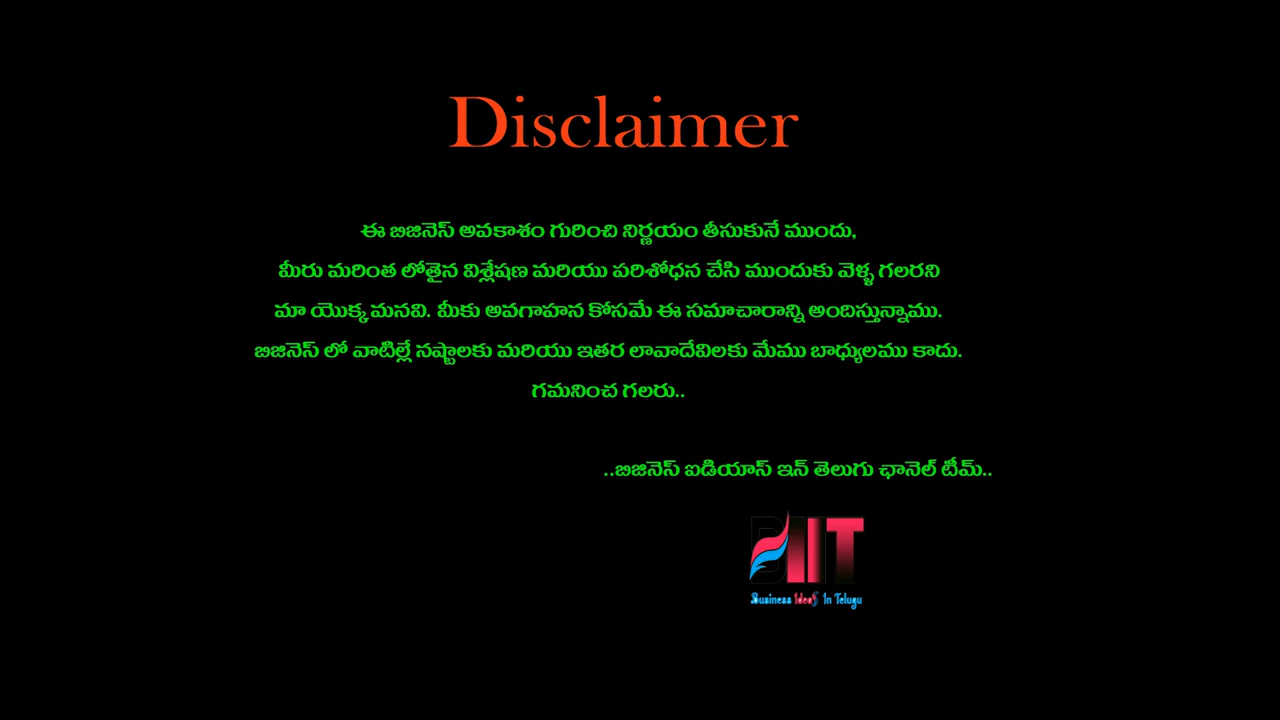 Disclaimer
ఈ బిజినెస్ అవకాశం గురించి నిర్ణయం తీసుకునే ముందు,
మీరు మరింత లోతైన విశ్లేషణ మరియు పరిశోధన చేసి ముందుకు వెళ్ళ గలరని
మా యొక్క మనవి. మీకు అవగాహన కోసమే ఈ సమాచారాన్ని అందిస్తున్నాము.
బిజినెస్ లో వాటిల్లే నష్టాలకు మరియు ఇతర లావాదేవిలకు మేము బాధ్యులము కాదు.
గమనించ గలరు..
..బిజినెస్ ఐడియాస్ ఇన్ తెలుగు ఛానెల్ టీమ్..
BIIT
Business Ideas In Telugu